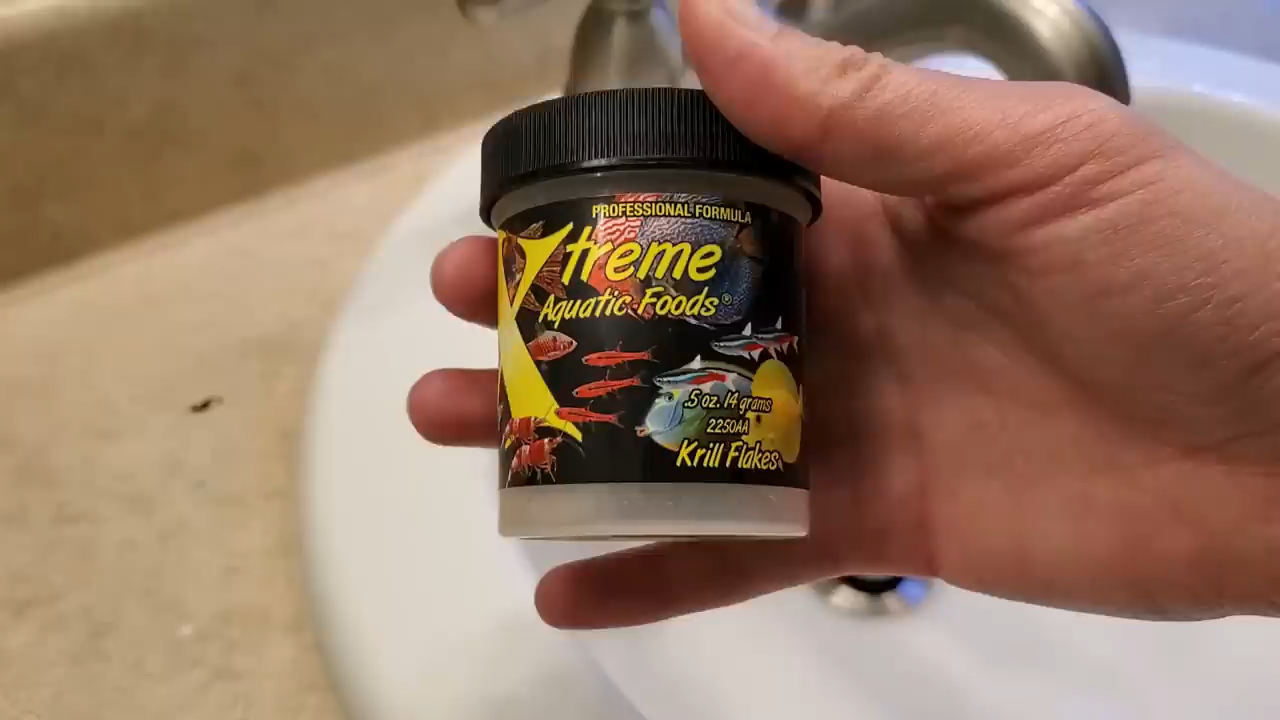 PROFESSIONAL FORMULA
Xtreme
Aquatic Foods®
.5 oz. 14 grams
2250AA
Krill Flakes